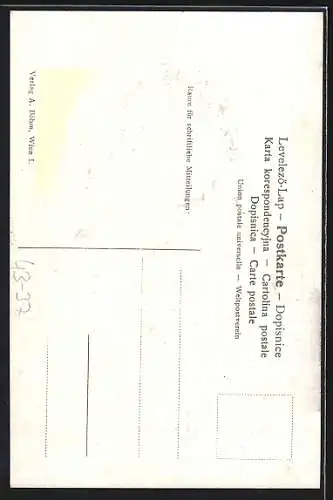 Levelező-Lap – Postkarte – Dopisnice
Karta korespondencyjna – Cartolina postale
Dopisnica – Carte postale
Union postale universelle – Weltpostverein
Raum für schriftliche Mitteilungen
Verlag A. Böhm, Wien I.
43-37